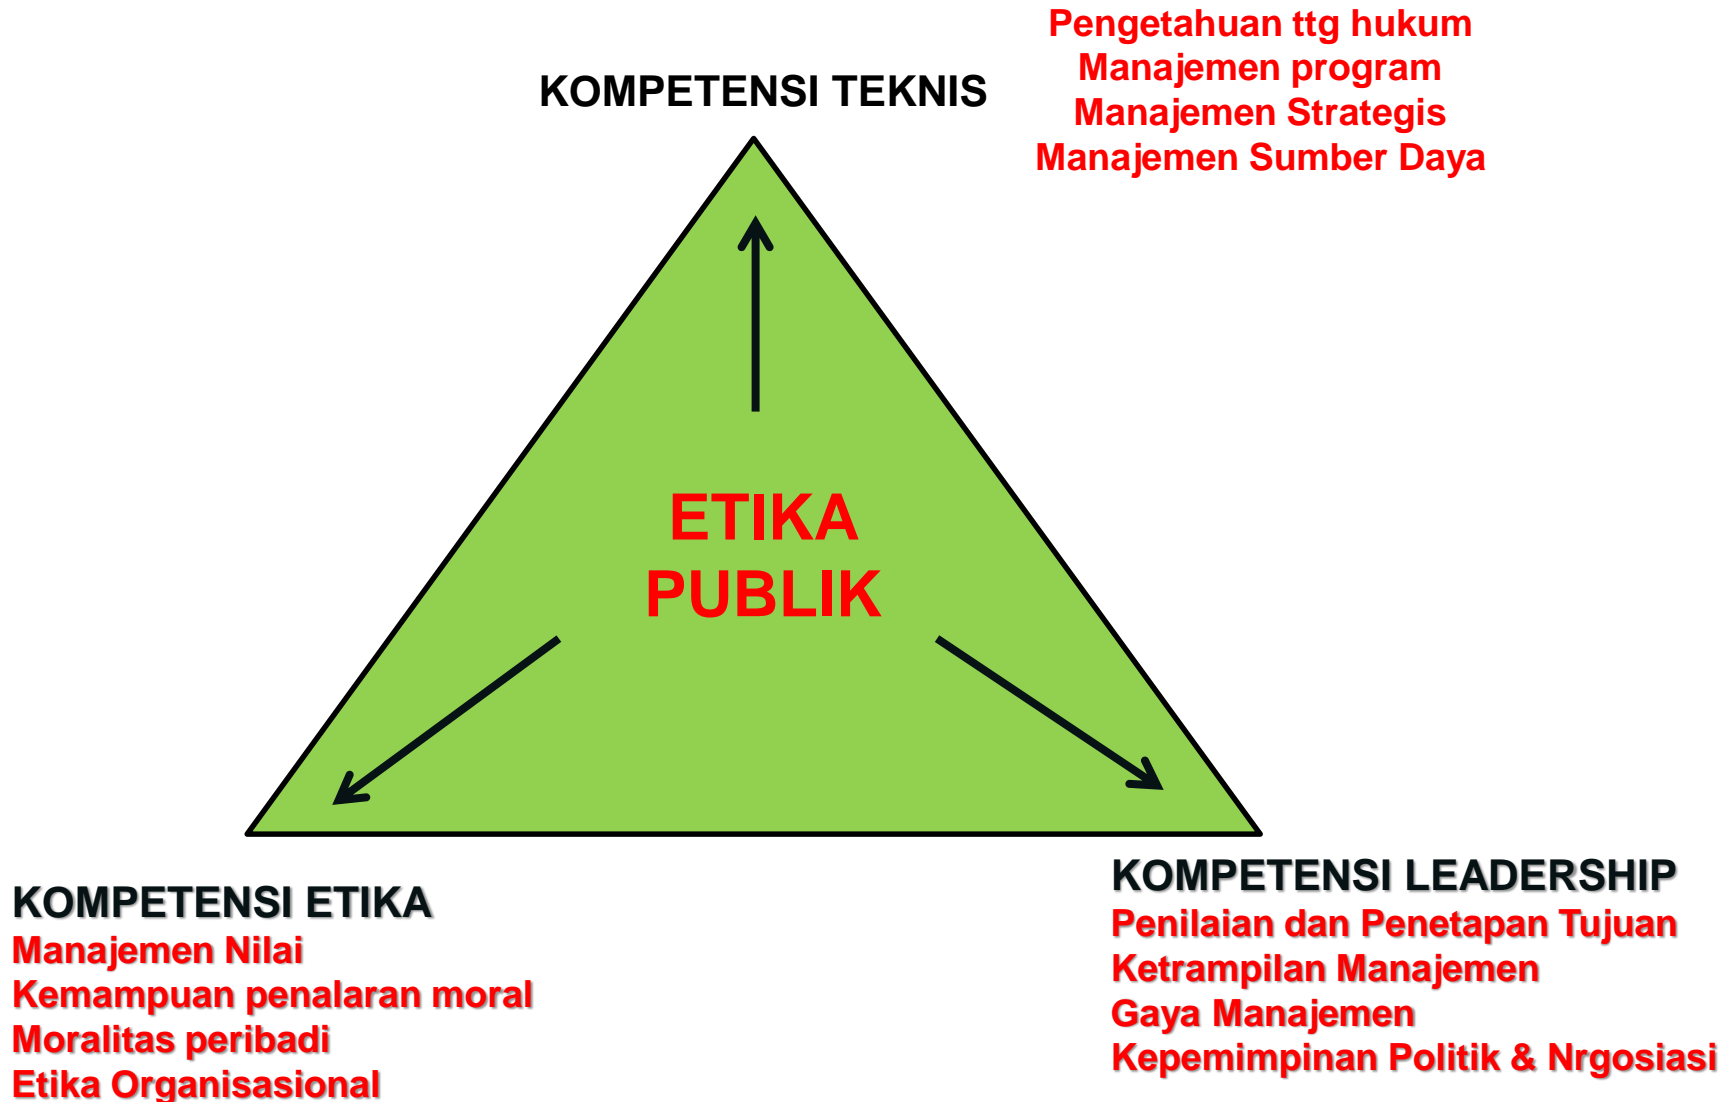 Pengetahuan ttg hukum
Manajemen program
Manajemen Strategis
Manajemen Sumber Daya
KOMPETENSI TEKNIS
ETIKA
PUBLIK
KOMPETENSI ETIKA
Manajemen Nilai
Kemampuan penalaran moral
Moralitas peribadi
Etika Organisasional
KOMPETENSI LEADERSHIP
Penilaian dan Penetapan Tujuan
Ketrampilan Manajemen
Gaya Manajemen
Kepemimpinan Politik & Nrgosiasi